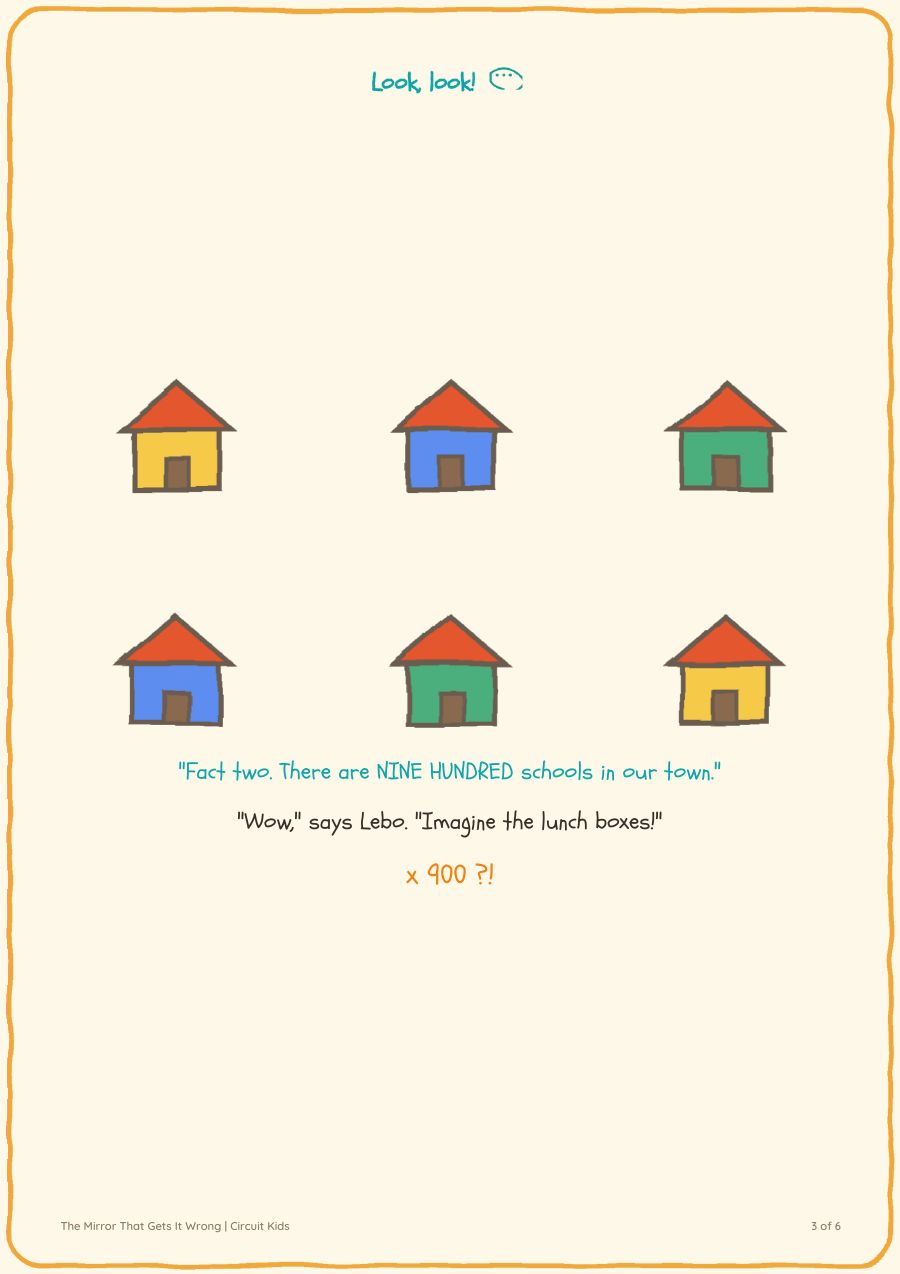 Look, look!
"Fact two. There are NINE HUNDRED schools in our town."
"Wow," says Lebo. "Imagine the lunch boxes!"
x 900 ?!
The Mirror That Gets It Wrong | Circuit Kids
3 of 6